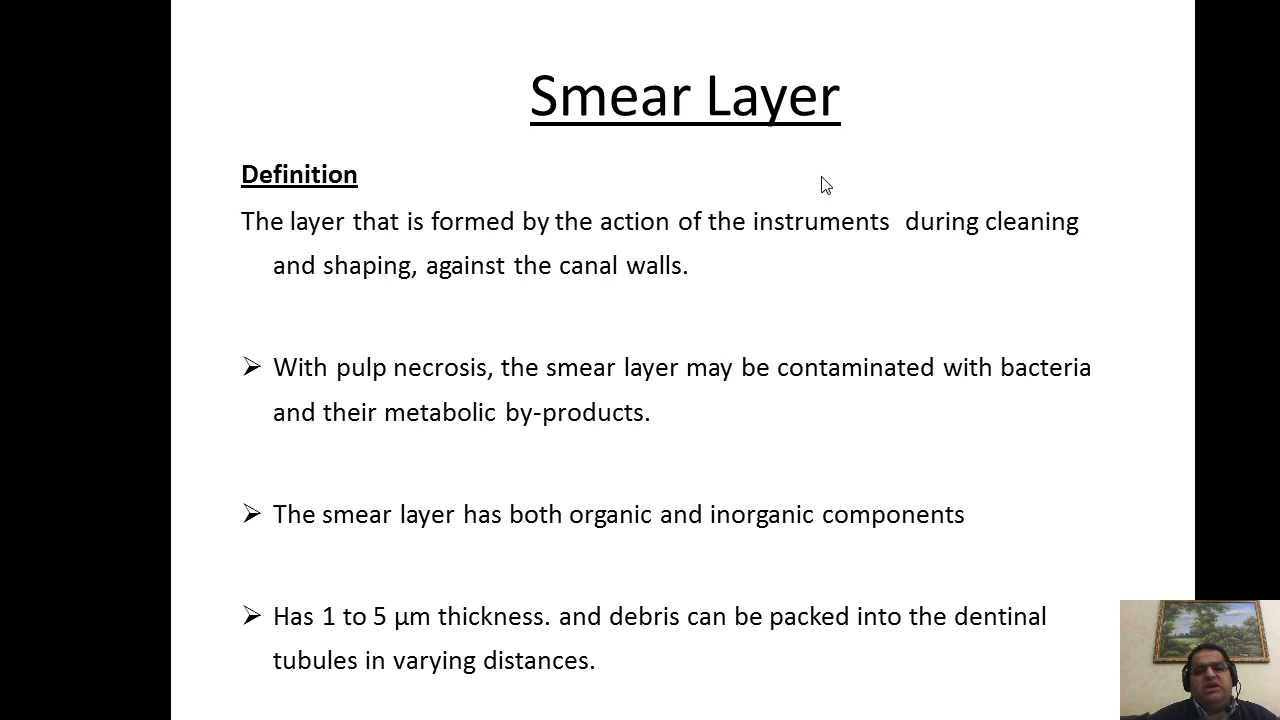 Smear Layer
Definition
The layer that is formed by the action of the instruments during cleaning
and shaping, against the canal walls.
➢ With pulp necrosis, the smear layer may be contaminated with bacteria
and their metabolic by-products.
➢ The smear layer has both organic and inorganic components
➢ Has 1 to 5 µm thickness. and debris can be packed into the dentinal
tubules in varying distances.